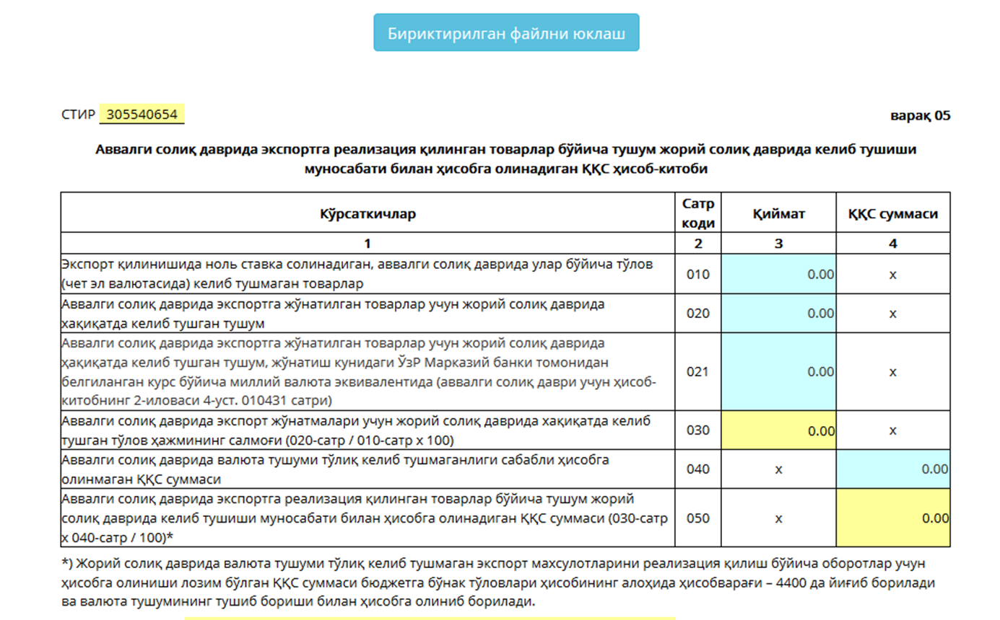 Бириктирилган файлни юклаш
СТИР 305540654
варақ 05
Аввалги солиқ даврида экспортга реализация қилинган товарлар бўйича тушум жорий солиқ даврида келиб тушиши
муносабати билан ҳисобга олинадиган ҚҚС ҳисоб-китоби
Кўрсаткичлар
Сатр
коди
Қиймат
ҚҚС суммаси
1
2
3
4
Экспорт қилинишида ноль ставка солинадиган, аввалги солиқ даврида улар бўйича тўлов
(чет эл валютасида) келиб тушмаган товарлар
010
0.00
x
Аввалги солиқ даврида экспортга жўнатилган товарлар учун жорий солиқ даврида
хақиқатда келиб тушган тушум
020
0.00
x
Аввалги солиқ даврида экспортга жўнатилган товарлар учун жорий солиқ даврида
ҳақиқатда келиб тушган тушум, жўнатиш кунидаги ЎзР Марказий банки томонидан
белгиланган курс бўйича миллий валюта эквивалентида (аввалги солиқ даври учун ҳисоб-
китобнинг 2-иловаси 4-уст. 010431 сатри)
021
0.00
x
Аввалги солиқ даврида экспорт жўнатмалари учун жорий солиқ даврида хақиқатда келиб
тушган тўлов ҳажмининг салмоғи (020-сатр / 010-сатр х 100)
030
0.00
x
Аввалги солиқ даврида валюта тушуми тўлиқ келиб тушмаганлиги сабабли ҳисобга
олинмаган ҚҚС суммаси
040
x
0.00
Аввалги солиқ даврида экспортга реализация қилинган товарлар бўйича тушум жорий
солиқ даврида келиб тушиши муносабати билан ҳисобга олинадиган ҚҚС суммаси (030-сатр
х 040-сатр / 100)*
050
x
0.00
*) Жорий солиқ даврида валюта тушуми тўлиқ келиб тушмаган экспорт махсулотларини реализация қилиш бўйича оборотлар учун
ҳисобга олиниши лозим бўлган ҚҚС суммаси бюджетга бўнак тўловлари ҳисобининг алоҳида ҳисобварағи – 4400 да йиғиб борилади
ва валюта тушумининг тушиб бориши билан ҳисобга олиниб борилади.